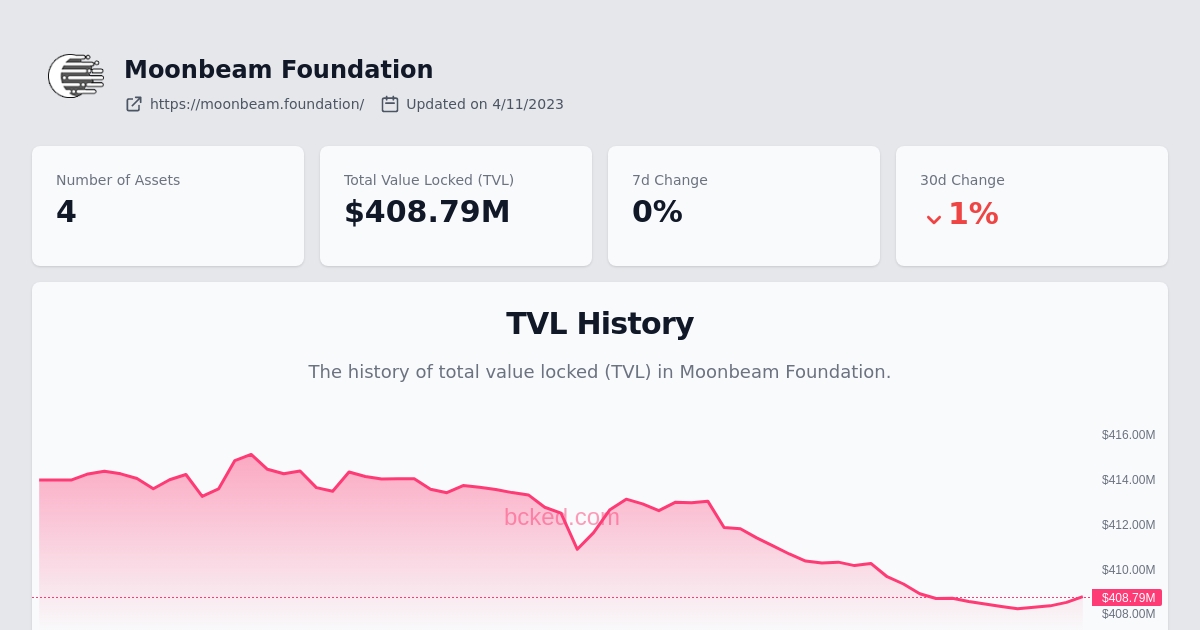 Moonbeam Foundation
https://moonbeam.foundation/ Updated on 4/11/2023
Number of Assets
4
Total Value Locked (TVL)
$408.79M
7d Change
0%
30d Change
1%
TVL History
The history of total value locked (TVL) in Moonbeam Foundation.
$416.00M
$414.00M
bcked.com
$412.00M
$410.00M
$408.79M
$408.00M